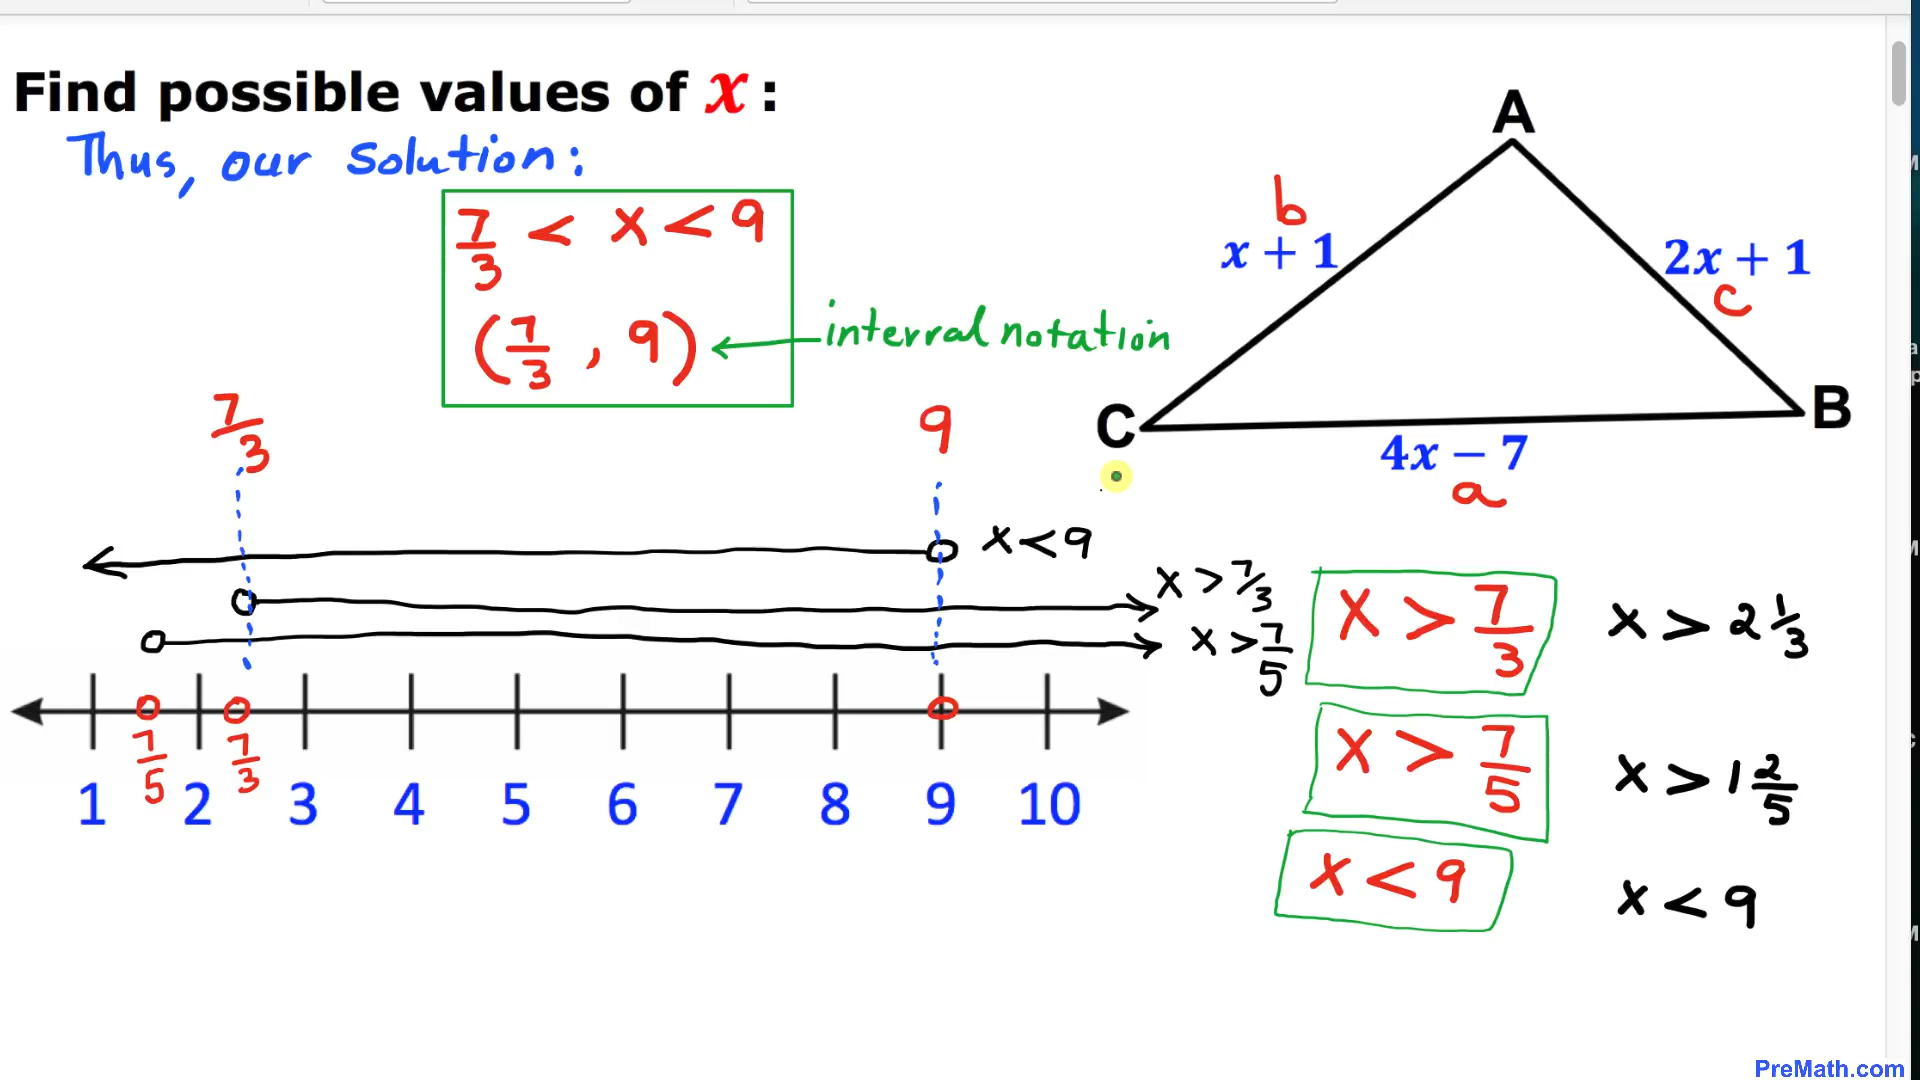 Find possible values of x:
Thus, our solution:
7/3 < x < 9
(7/3, 9)
interral notation
A
b
x + 1
2x + 1
c
C
B
4x − 7
a
7/3
9
x < 9
x > 7/3
x > 7/5
7/5
7/3
1 2 3 4 5 6 7 8 9 10
x > 7/3
x > 2 1/3
x > 7/5
x > 1 2/5
x < 9
x < 9
PreMath.com